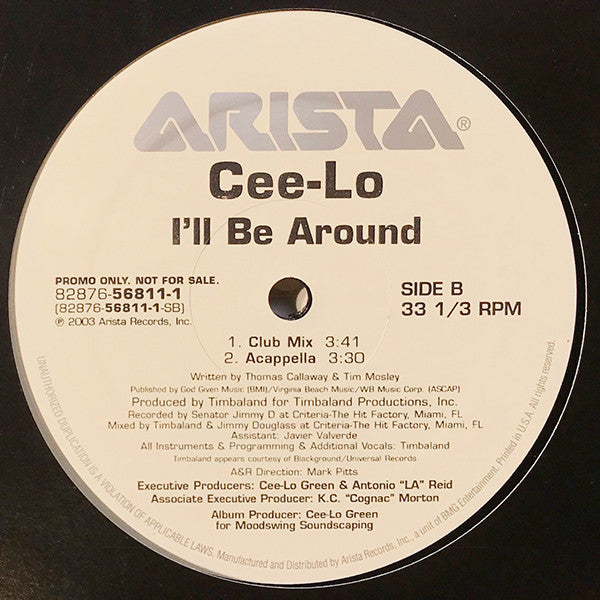 ARISTA®
Cee-Lo
I'll Be Around
PROMO ONLY. NOT FOR SALE.
82876-56811-1
(82876-56811-1-SB)
℗ 2003 Arista Records, Inc.
SIDE B
33 1/3 RPM
1. Club Mix 3:41
2. Acappella 3:30
Written by Thomas Callaway & Tim Mosley
Published by God Given Music (BMI)/Virginia Beach Music/WB Music Corp. (ASCAP)
Produced by Timbaland for Timbaland Productions, Inc.
Recorded by Senator Jimmy D at Criteria-The Hit Factory, Miami, FL
Mixed by Timbaland & Jimmy Douglass at Criteria-The Hit Factory, Miami, FL
Assistant: Javier Valverde
All Instruments & Programming & Additional Vocals: Timbaland
Timbaland appears courtesy of Blackground/Universal Records
A&R Direction: Mark Pitts
Executive Producers: Cee-Lo Green & Antonio "LA" Reid
Associate Executive Producer: K.C. "Cognac" Morton
Album Producer: Cee-Lo Green
for Moodswing Soundscaping
UNAUTHORIZED DUPLICATION IS A VIOLATION OF APPLICABLE LAWS. Manufactured and Distributed by Arista Records, Inc., a unit of BMG Entertainment. Printed in U.S.A. All rights reserved.